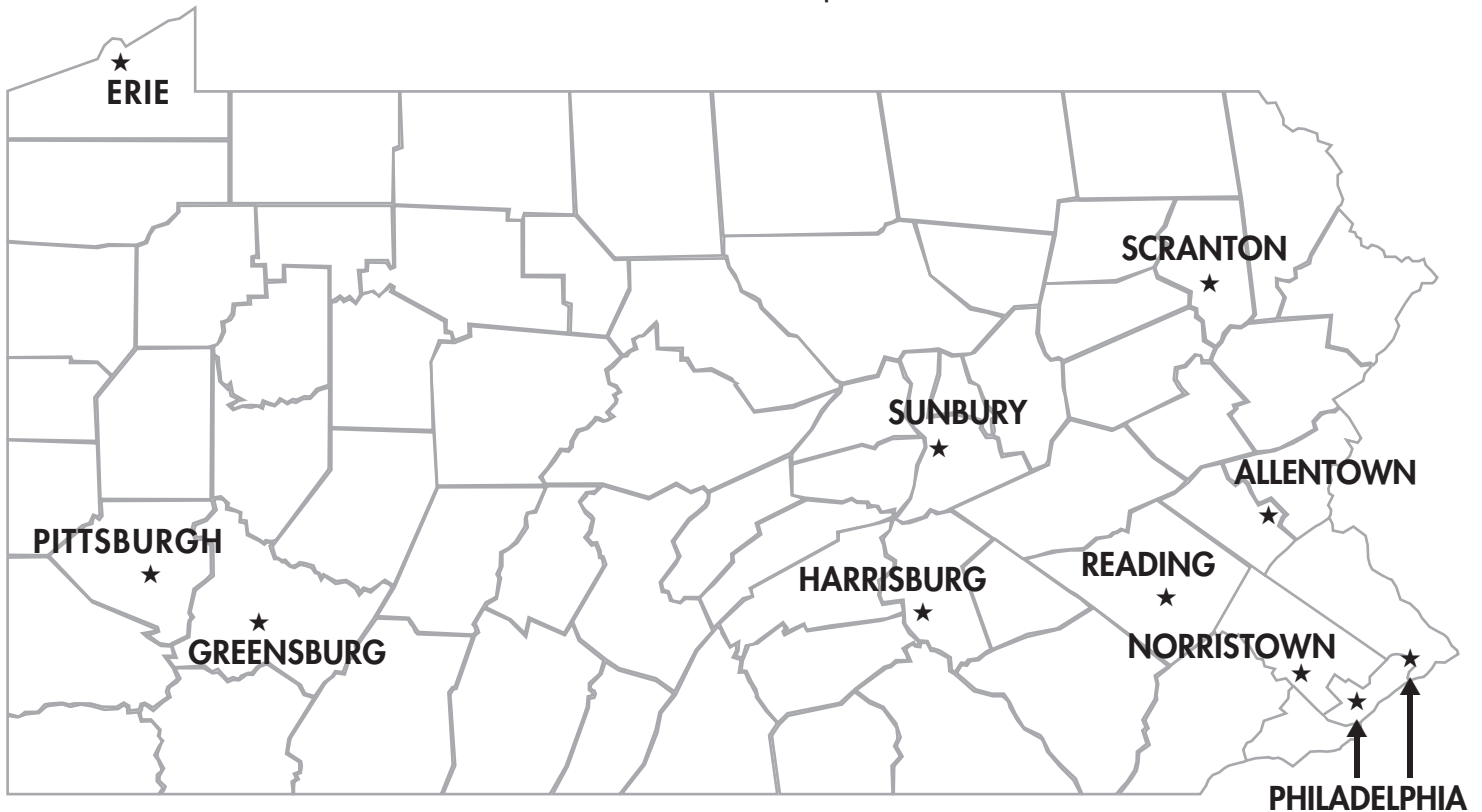 ERIE
SCRANTON
SUNBURY
ALLENTOWN
PITTSBURGH
READING
HARRISBURG
NORRISTOWN
GREENSBURG
PHILADELPHIA